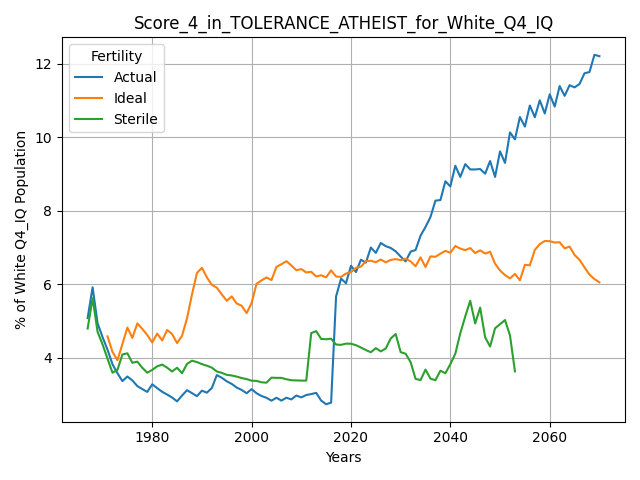 Score_4_in_TOLERANCE_ATHEIST_for_White_Q4_IQ
Fertility
Actual
Ideal
Sterile
% of White Q4_IQ Population
12
10
8
6
4
1980 2000 2020 2040 2060
Years